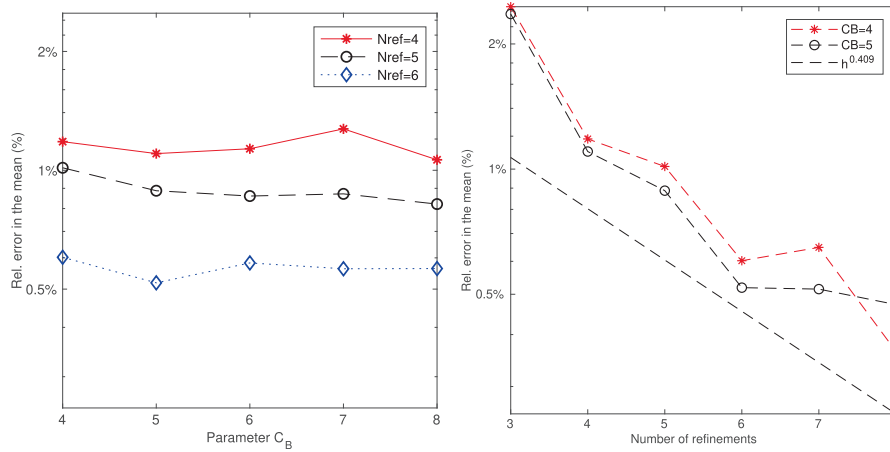 2%
1%
0.5%
Rel. error in the mean (%)
4
5
6
7
8
Parameter C_B
Nref=4
Nref=5
Nref=6
2%
1%
0.5%
Rel. error in the mean (%)
3
4
5
6
7
Number of refinements
CB=4
CB=5
h^0.409